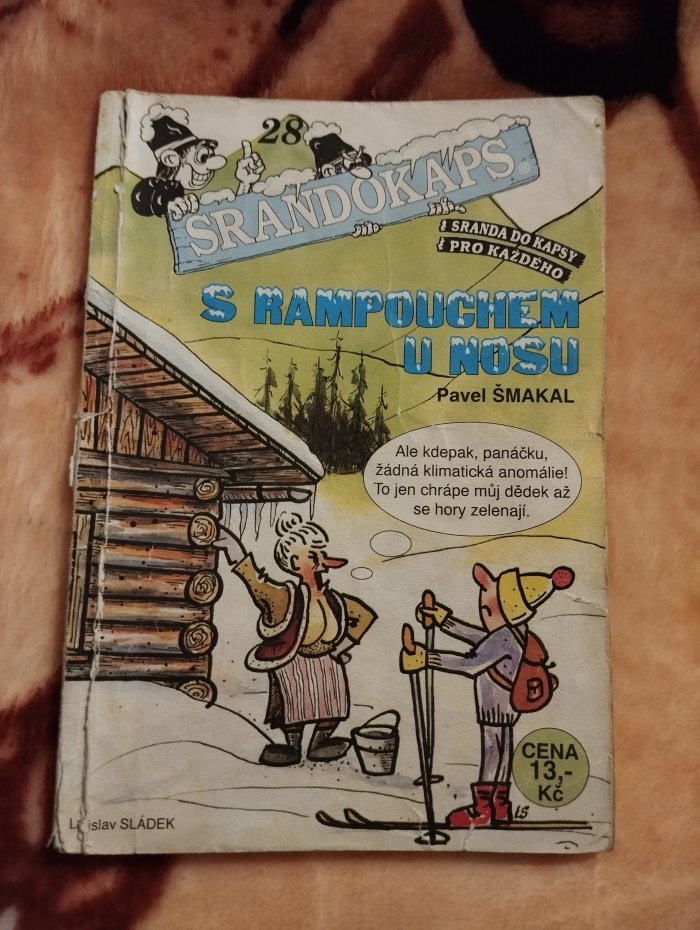 28
SRANDOKAPS®
SRANDA DO KAPSY
PRO KAŽDÉHO
S RAMPOUCHEM
U NOSU
Pavel ŠMAKAL
Ale kdepak, panáčku,
žádná klimatická anomálie!
To jen chrápe můj dědek až
se hory zelenají.
CENA
13,-
Kč
LS
SLÁDEK